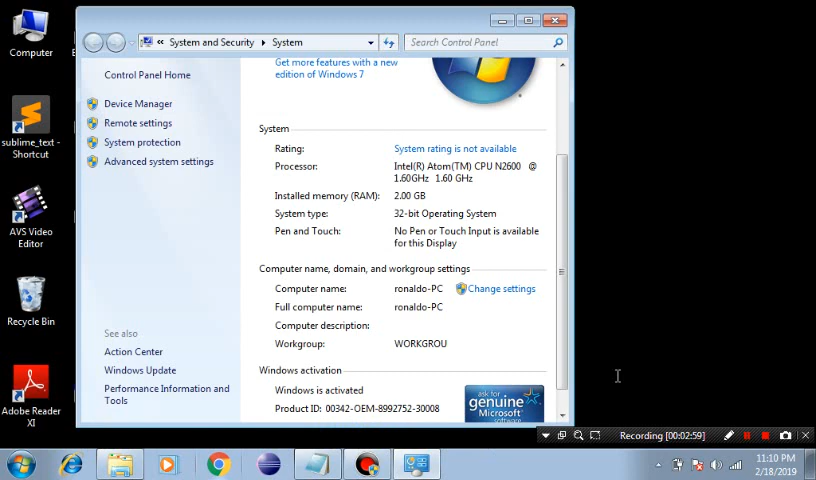 Computer
sublime_text -
Shortcut
AVS Video
Editor
Recycle Bin
Adobe Reader
XI
« System and Security ▸ System
Search Control Panel
Control Panel Home
Device Manager
Remote settings
System protection
Advanced system settings
See also
Action Center
Windows Update
Performance Information and
Tools
Get more features with a new
edition of Windows 7
System
Rating: System rating is not available
Processor: Intel(R) Atom(TM) CPU N2600 @
1.60GHz 1.60 GHz
Installed memory (RAM): 2.00 GB
System type: 32-bit Operating System
Pen and Touch: No Pen or Touch Input is available
for this Display
Computer name, domain, and workgroup settings
Computer name: ronaldo-PC Change settings
Full computer name: ronaldo-PC
Computer description:
Workgroup: WORKGROU
Windows activation
Windows is activated
Product ID: 00342-OEM-8992752-30008
ask for
genuine
Microsoft
software
Recording [00:02:59]
11:10 PM
2/18/2019